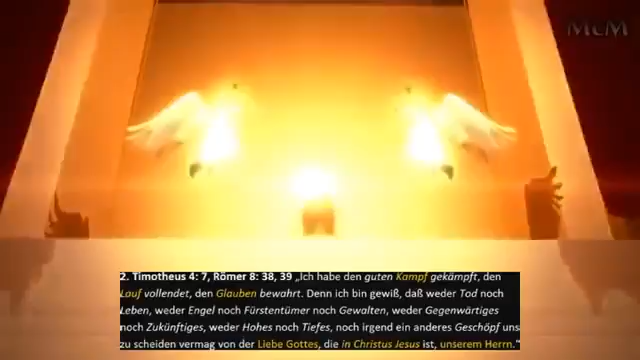 McM
2. Timotheus 4: 7, Römer 8: 38, 39 „Ich habe den guten Kampf gekämpft, den
Lauf vollendet, den Glauben bewahrt. Denn ich bin gewiß, daß weder Tod noch
Leben, weder Engel noch Fürstentümer noch Gewalten, weder Gegenwärtiges
noch Zukünftiges, weder Hohes noch Tiefes, noch irgend ein anderes Geschöpf uns
zu scheiden vermag von der Liebe Gottes, die in Christus Jesus ist, unserem Herrn."